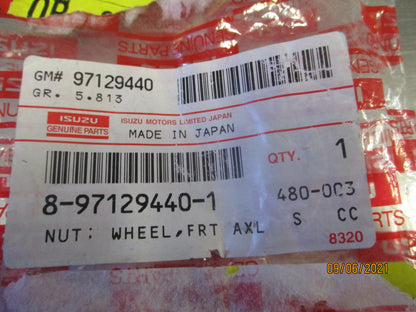 GM# 97129440
GR. 5.813
ISUZU
GENUINE PARTS
ISUZU MOTORS LIMITED JAPAN
MADE IN JAPAN
QTY. 1
8-97129440-1
480-003
NUT: WHEEL,FRT AXL S CC
8320
09/06/2021